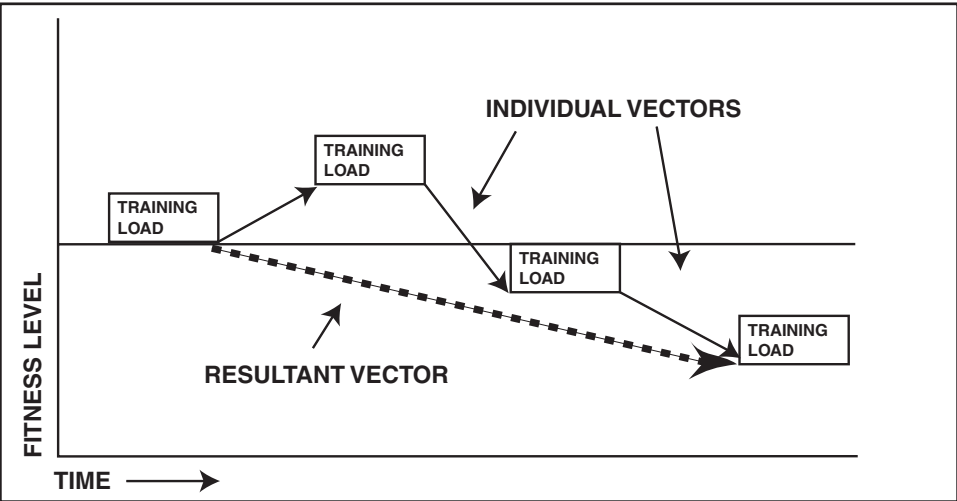 INDIVIDUAL VECTORS
TRAINING
LOAD
TRAINING
LOAD
TRAINING
LOAD
TRAINING
LOAD
RESULTANT VECTOR
FITNESS LEVEL
TIME